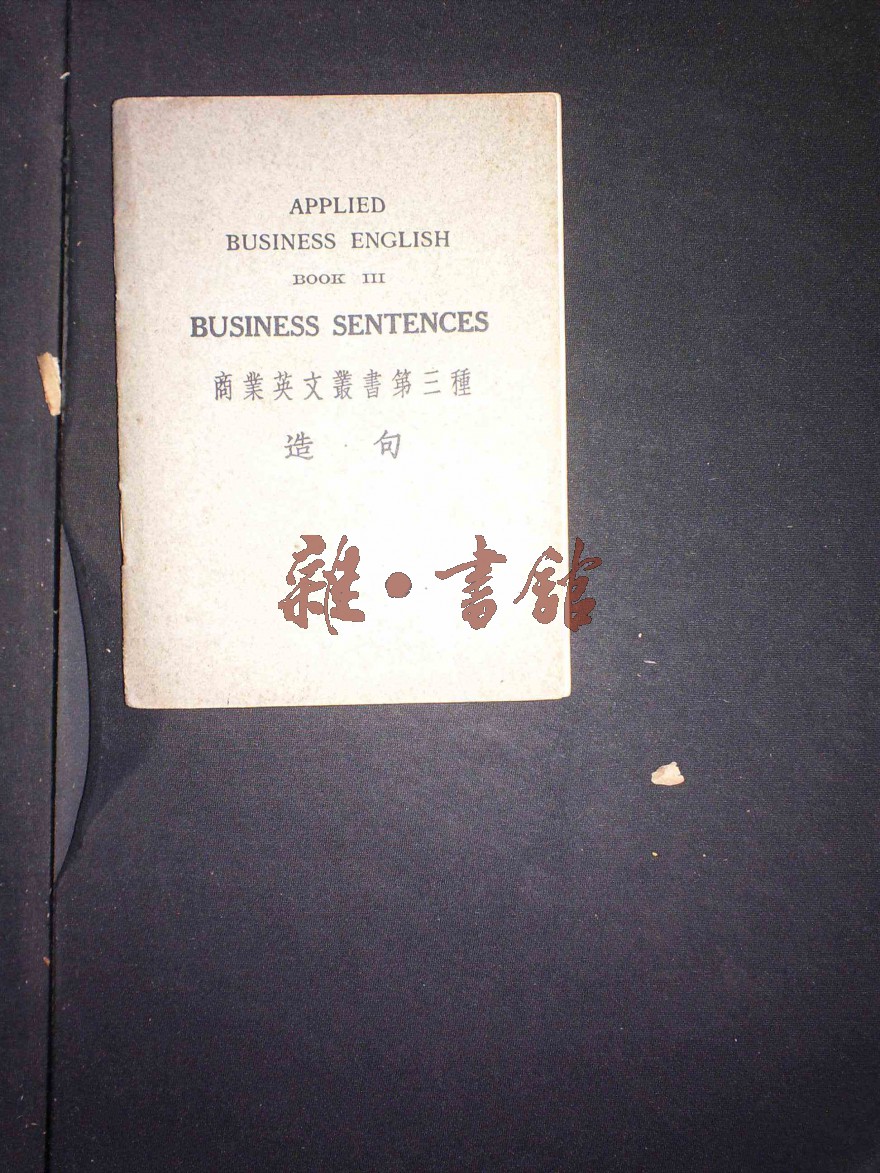 APPLIED
BUSINESS ENGLISH
BOOK III
BUSINESS SENTENCES
商業英文叢書第三種
造句
雜•書館